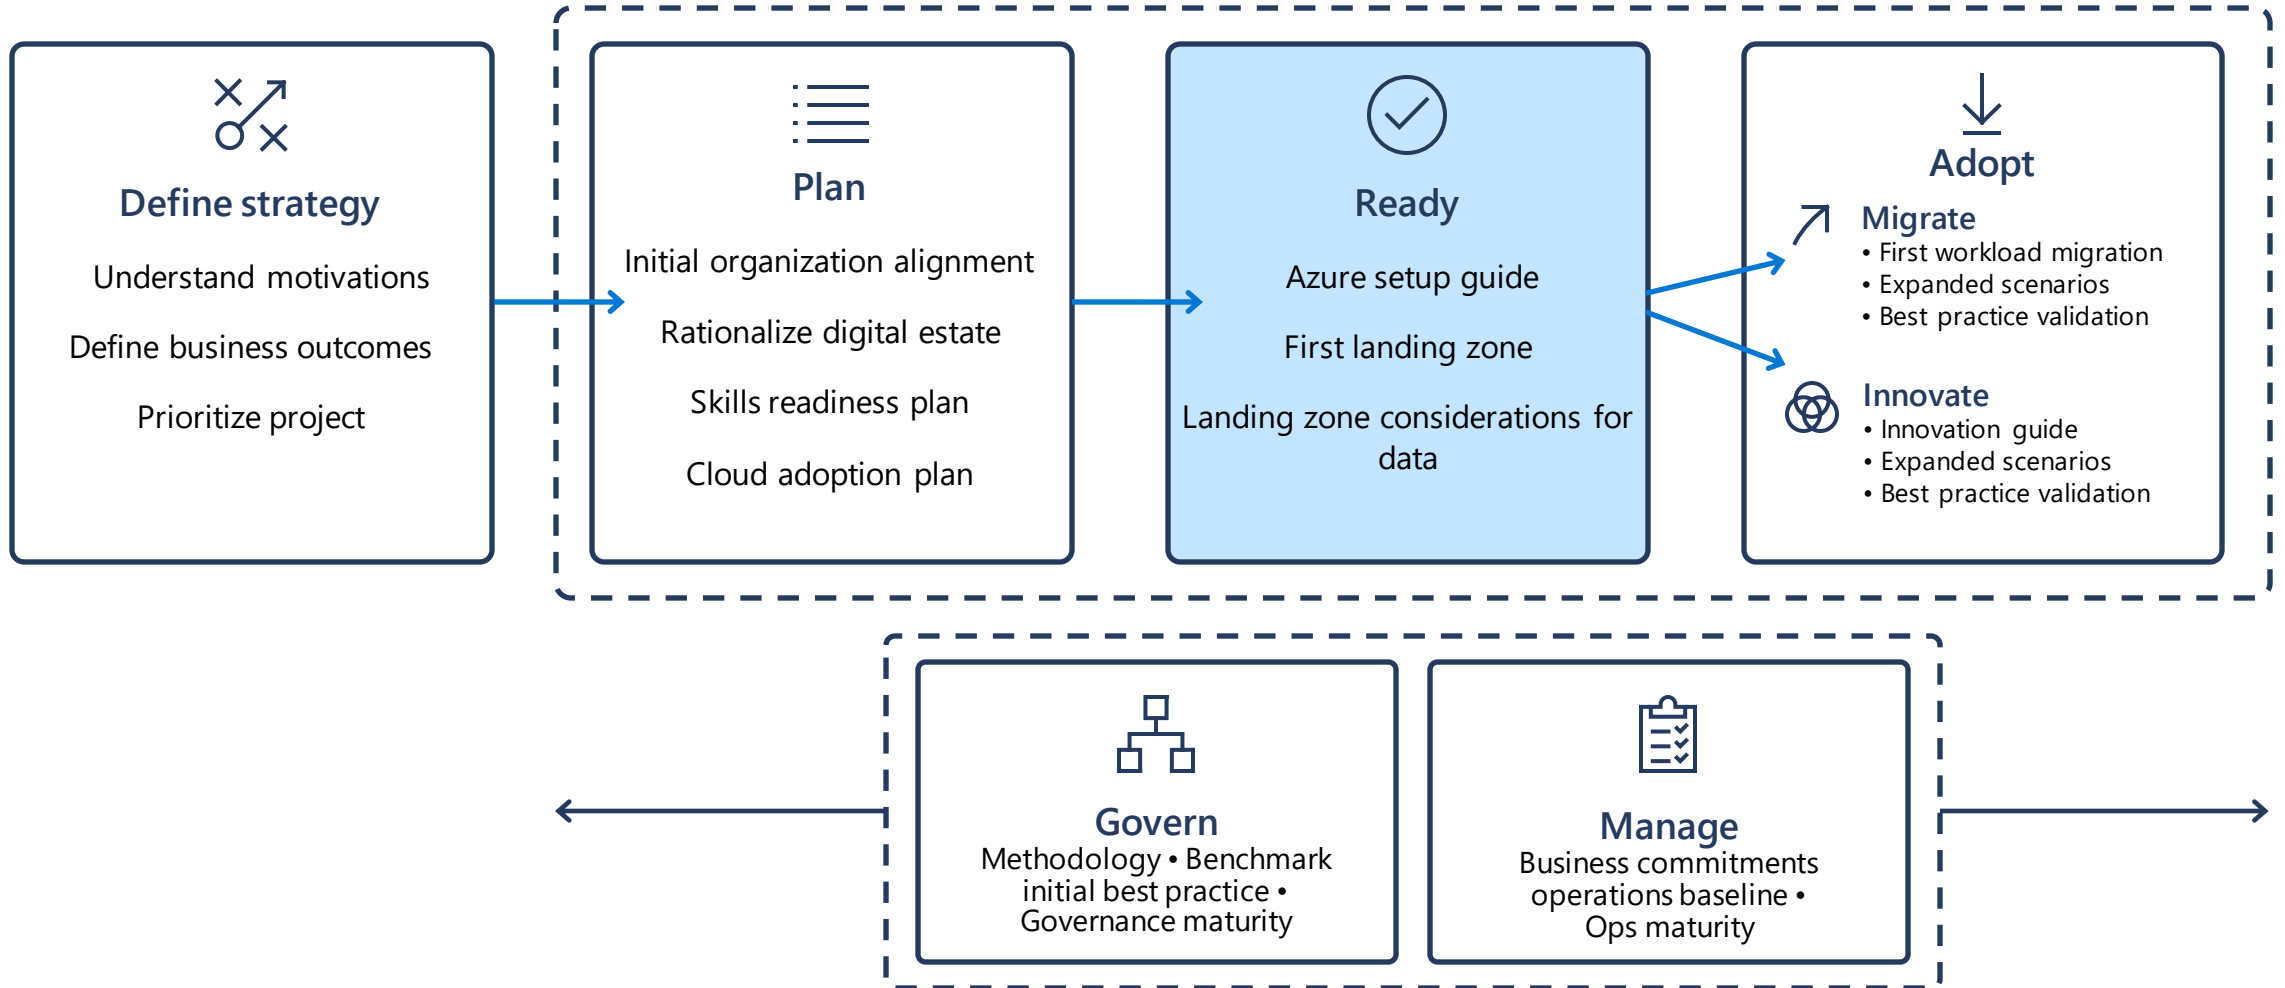 Define strategy
Understand motivations
Define business outcomes
Prioritize project
Plan
Initial organization alignment
Rationalize digital estate
Skills readiness plan
Cloud adoption plan
Ready
Azure setup guide
First landing zone
Landing zone considerations for
data
Adopt
Migrate
• First workload migration
• Expanded scenarios
• Best practice validation
Innovate
• Innovation guide
• Expanded scenarios
• Best practice validation
Govern
Methodology • Benchmark
initial best practice •
Governance maturity
Manage
Business commitments
operations baseline •
Ops maturity